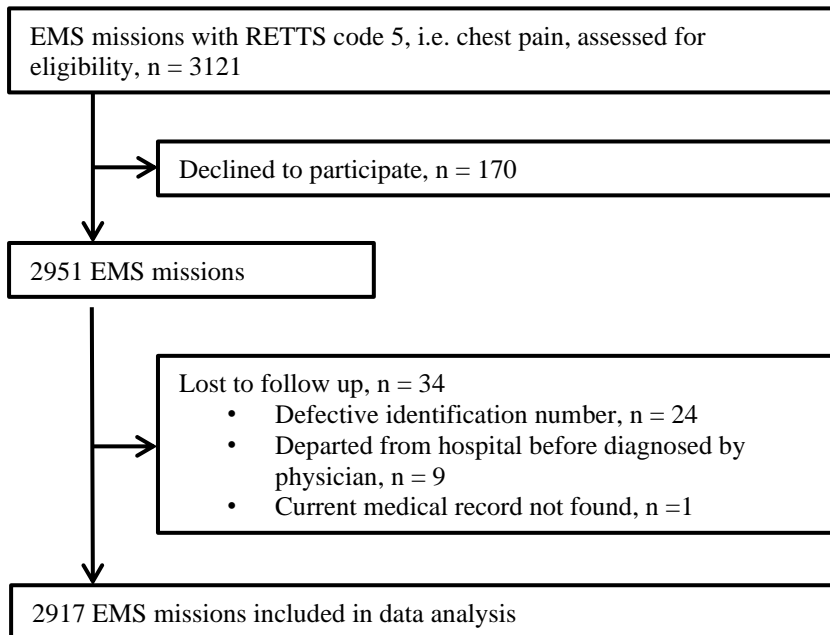 EMS missions with RETTS code 5, i.e. chest pain, assessed for
eligibility, n = 3121
Declined to participate, n = 170
2951 EMS missions
Lost to follow up, n = 34
• Defective identification number, n = 24
• Departed from hospital before diagnosed by
physician, n = 9
• Current medical record not found, n =1
2917 EMS missions included in data analysis